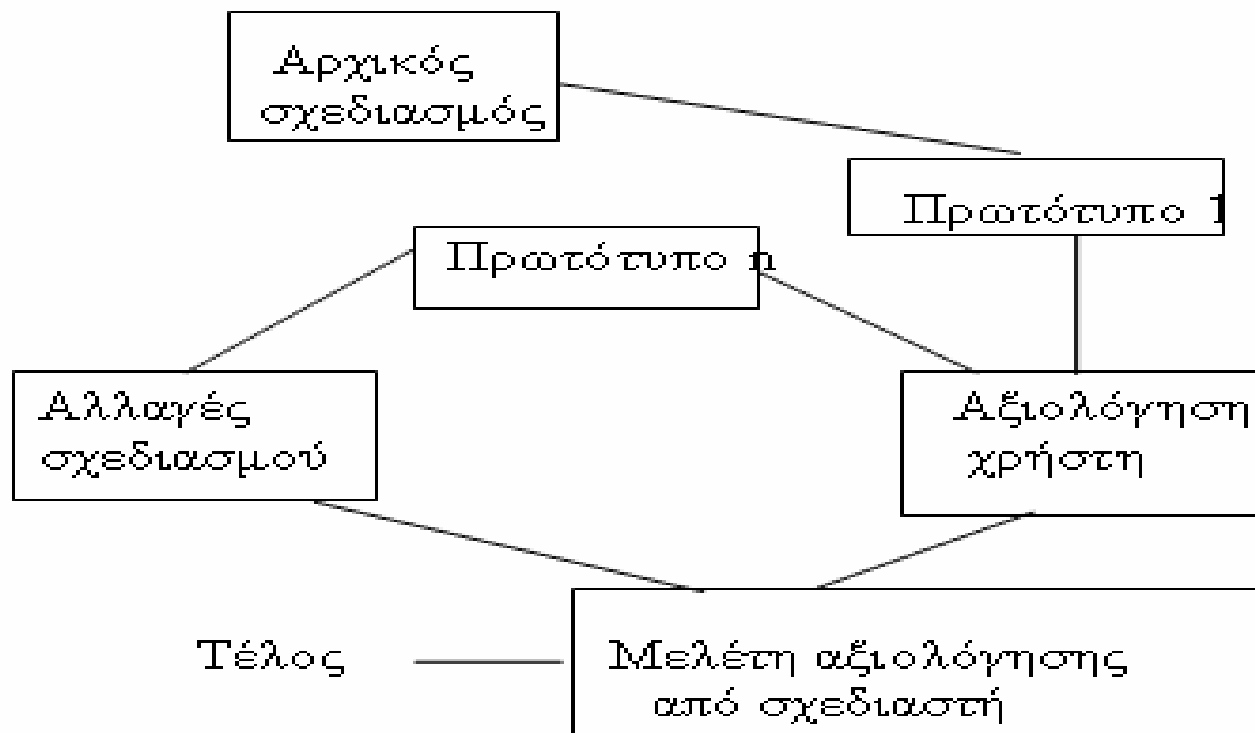 Αρχικός
σχεδιασμός
Πρωτότυπο 1
Πρωτότυπο n
Αλλαγές
σχεδιασμού
Αξιολόγηση
χρήστη
Τέλος
Μελέτη αξιολόγησης
από σχεδιαστή